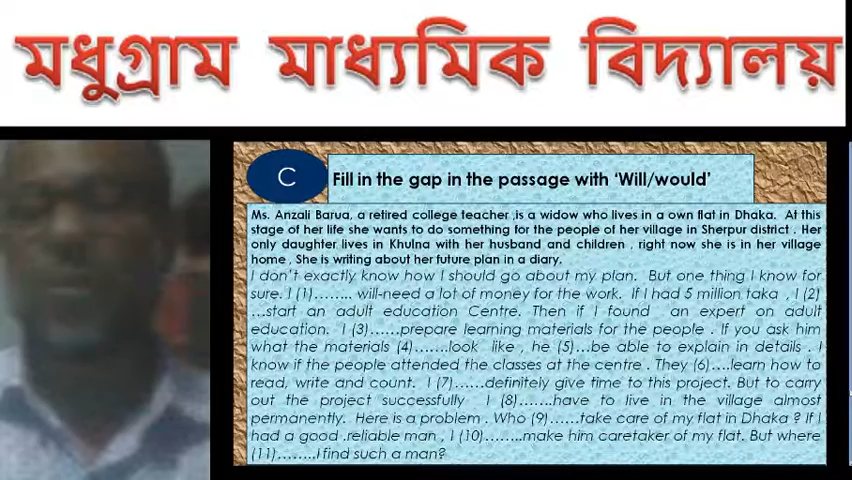 মধুগ্রাম মাধ্যমিক বিদ্যালয়
C
Fill in the gap in the passage with ‘Will/would’
Ms. Anzali Barua, a retired college teacher ,is a widow who lives in a own flat in Dhaka. At this
stage of her life she wants to do something for the people of her village in Sherpur district . Her
only daughter lives in Khulna with her husband and children , right now she is in her village
home , She is writing about her future plan in a diary.
I don’t exactly know how I should go about my plan. But one thing I know for
sure. I (1)…….. will-need a lot of money for the work. If I had 5 million taka , I (2)
…start an adult education Centre. Then if I found an expert on adult
education. I (3)……prepare learning materials for the people . If you ask him
what the materials (4)…….look like , he (5)…be able to explain in details . I
know if the people attended the classes at the centre . They (6)….learn how to
read, write and count. I (7)……definitely give time to this project. But to carry
out the project successfully I (8)…….have to live in the village almost
permanently. Here is a problem . Who (9)……take care of my flat in Dhaka ? If I
had a good .reliable man , I (10)……..make him caretaker of my flat. But where
(11)……..I find such a man?